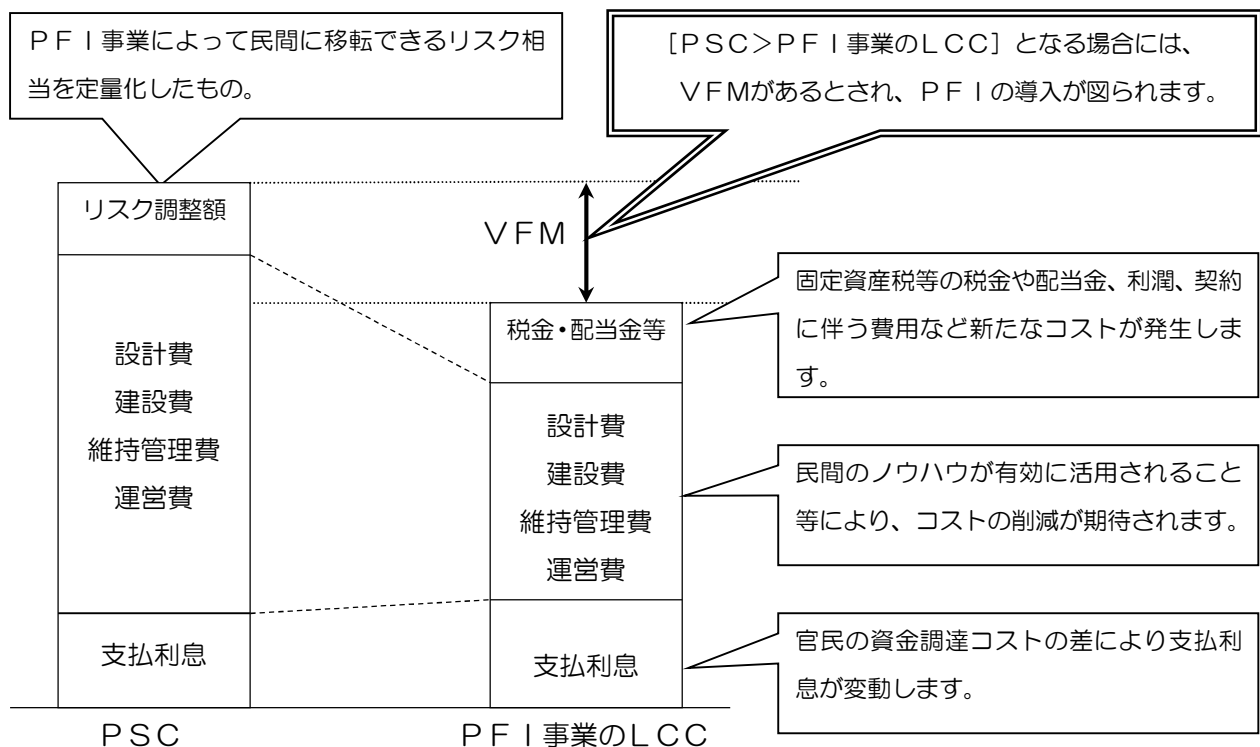 ＰＦＩ事業によって民間に移転できるリスク相
当を定量化したもの。
［ＰＳＣ＞ＰＦＩ事業のＬＣＣ］となる場合には、
ＶＦＭがあるとされ、ＰＦＩの導入が図られます。
リスク調整額
設計費
建設費
維持管理費
運営費
支払利息
ＰＳＣ
ＶＦＭ
税金・配当金等
設計費
建設費
維持管理費
運営費
支払利息
ＰＦＩ事業のＬＣＣ
固定資産税等の税金や配当金、利潤、契約
に伴う費用など新たなコストが発生しま
す。
民間のノウハウが有効に活用されること
等により、コストの削減が期待されます。
官民の資金調達コストの差により支払利
息が変動します。